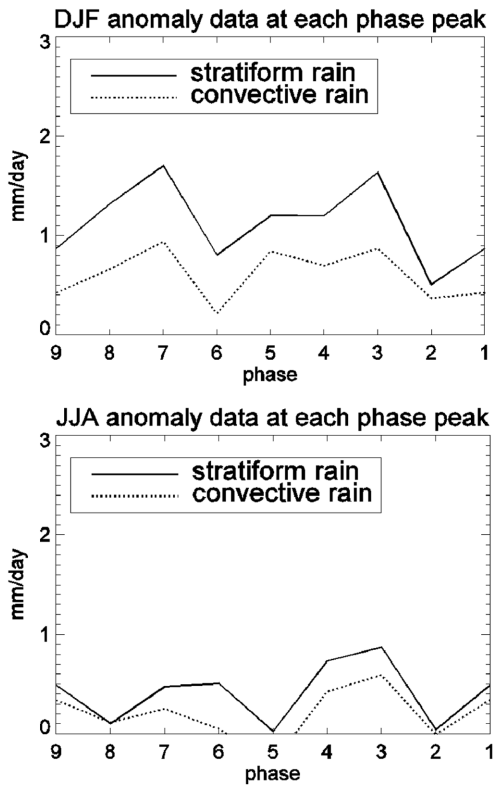 DJF anomaly data at each phase peak
3
stratiform rain
convective rain
2
mm/day
1
0
9 8 7 6 5 4 3 2 1
phase
JJA anomaly data at each phase peak
3
stratiform rain
convective rain
2
mm/day
1
0
9 8 7 6 5 4 3 2 1
phase